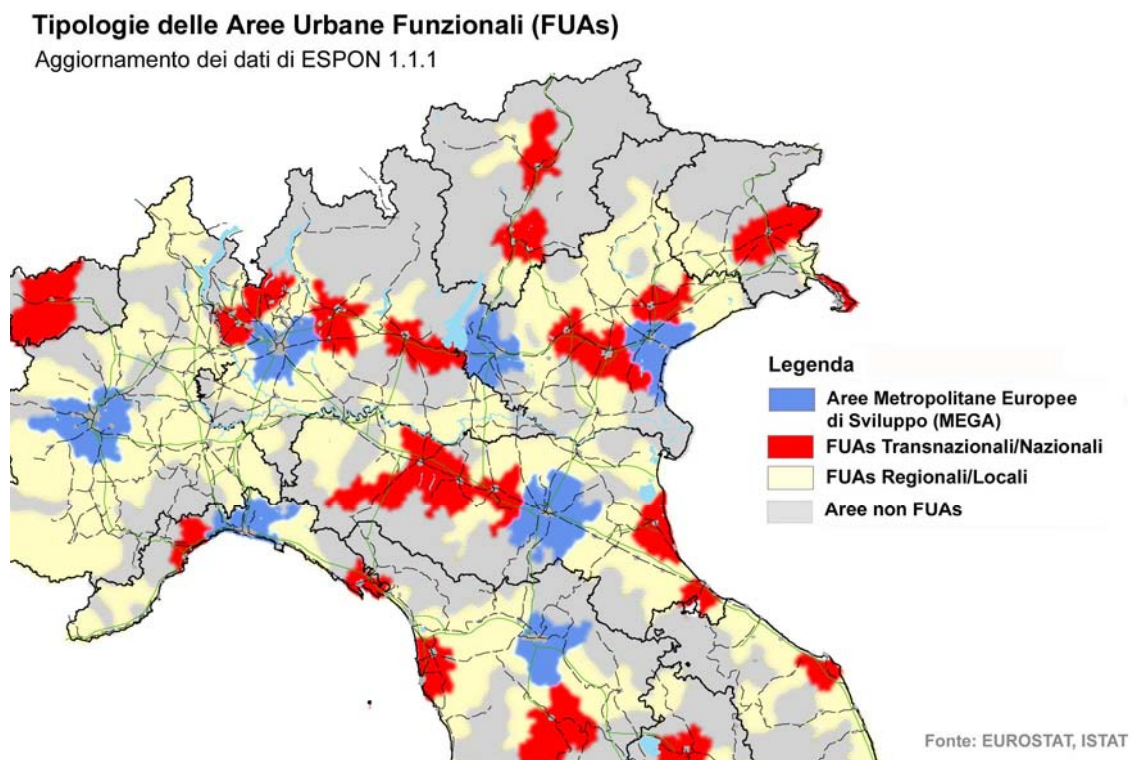 Tipologie delle Aree Urbane Funzionali (FUAs)
Aggiornamento dei dati di ESPON 1.1.1
Legenda
Aree Metropolitane Europee
di Sviluppo (MEGA)
FUAs Transnazionali/Nazionali
FUAs Regionali/Locali
Aree non FUAs
Fonte: EUROSTAT, ISTAT